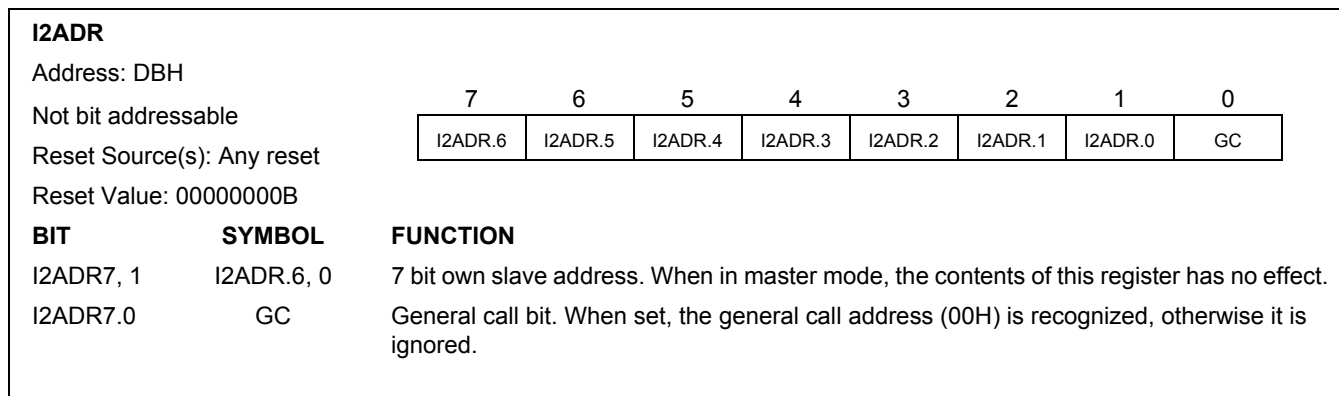 I2ADR
Address: DBH
Not bit addressable
Reset Source(s): Any reset
Reset Value: 00000000B
7 6 5 4 3 2 1 0
I2ADR.6 I2ADR.5 I2ADR.4 I2ADR.3 I2ADR.2 I2ADR.1 I2ADR.0 GC
BIT SYMBOL FUNCTION
I2ADR7, 1 I2ADR.6, 0 7 bit own slave address. When in master mode, the contents of this register has no effect.
I2ADR7.0 GC General call bit. When set, the general call address (00H) is recognized, otherwise it is
ignored.